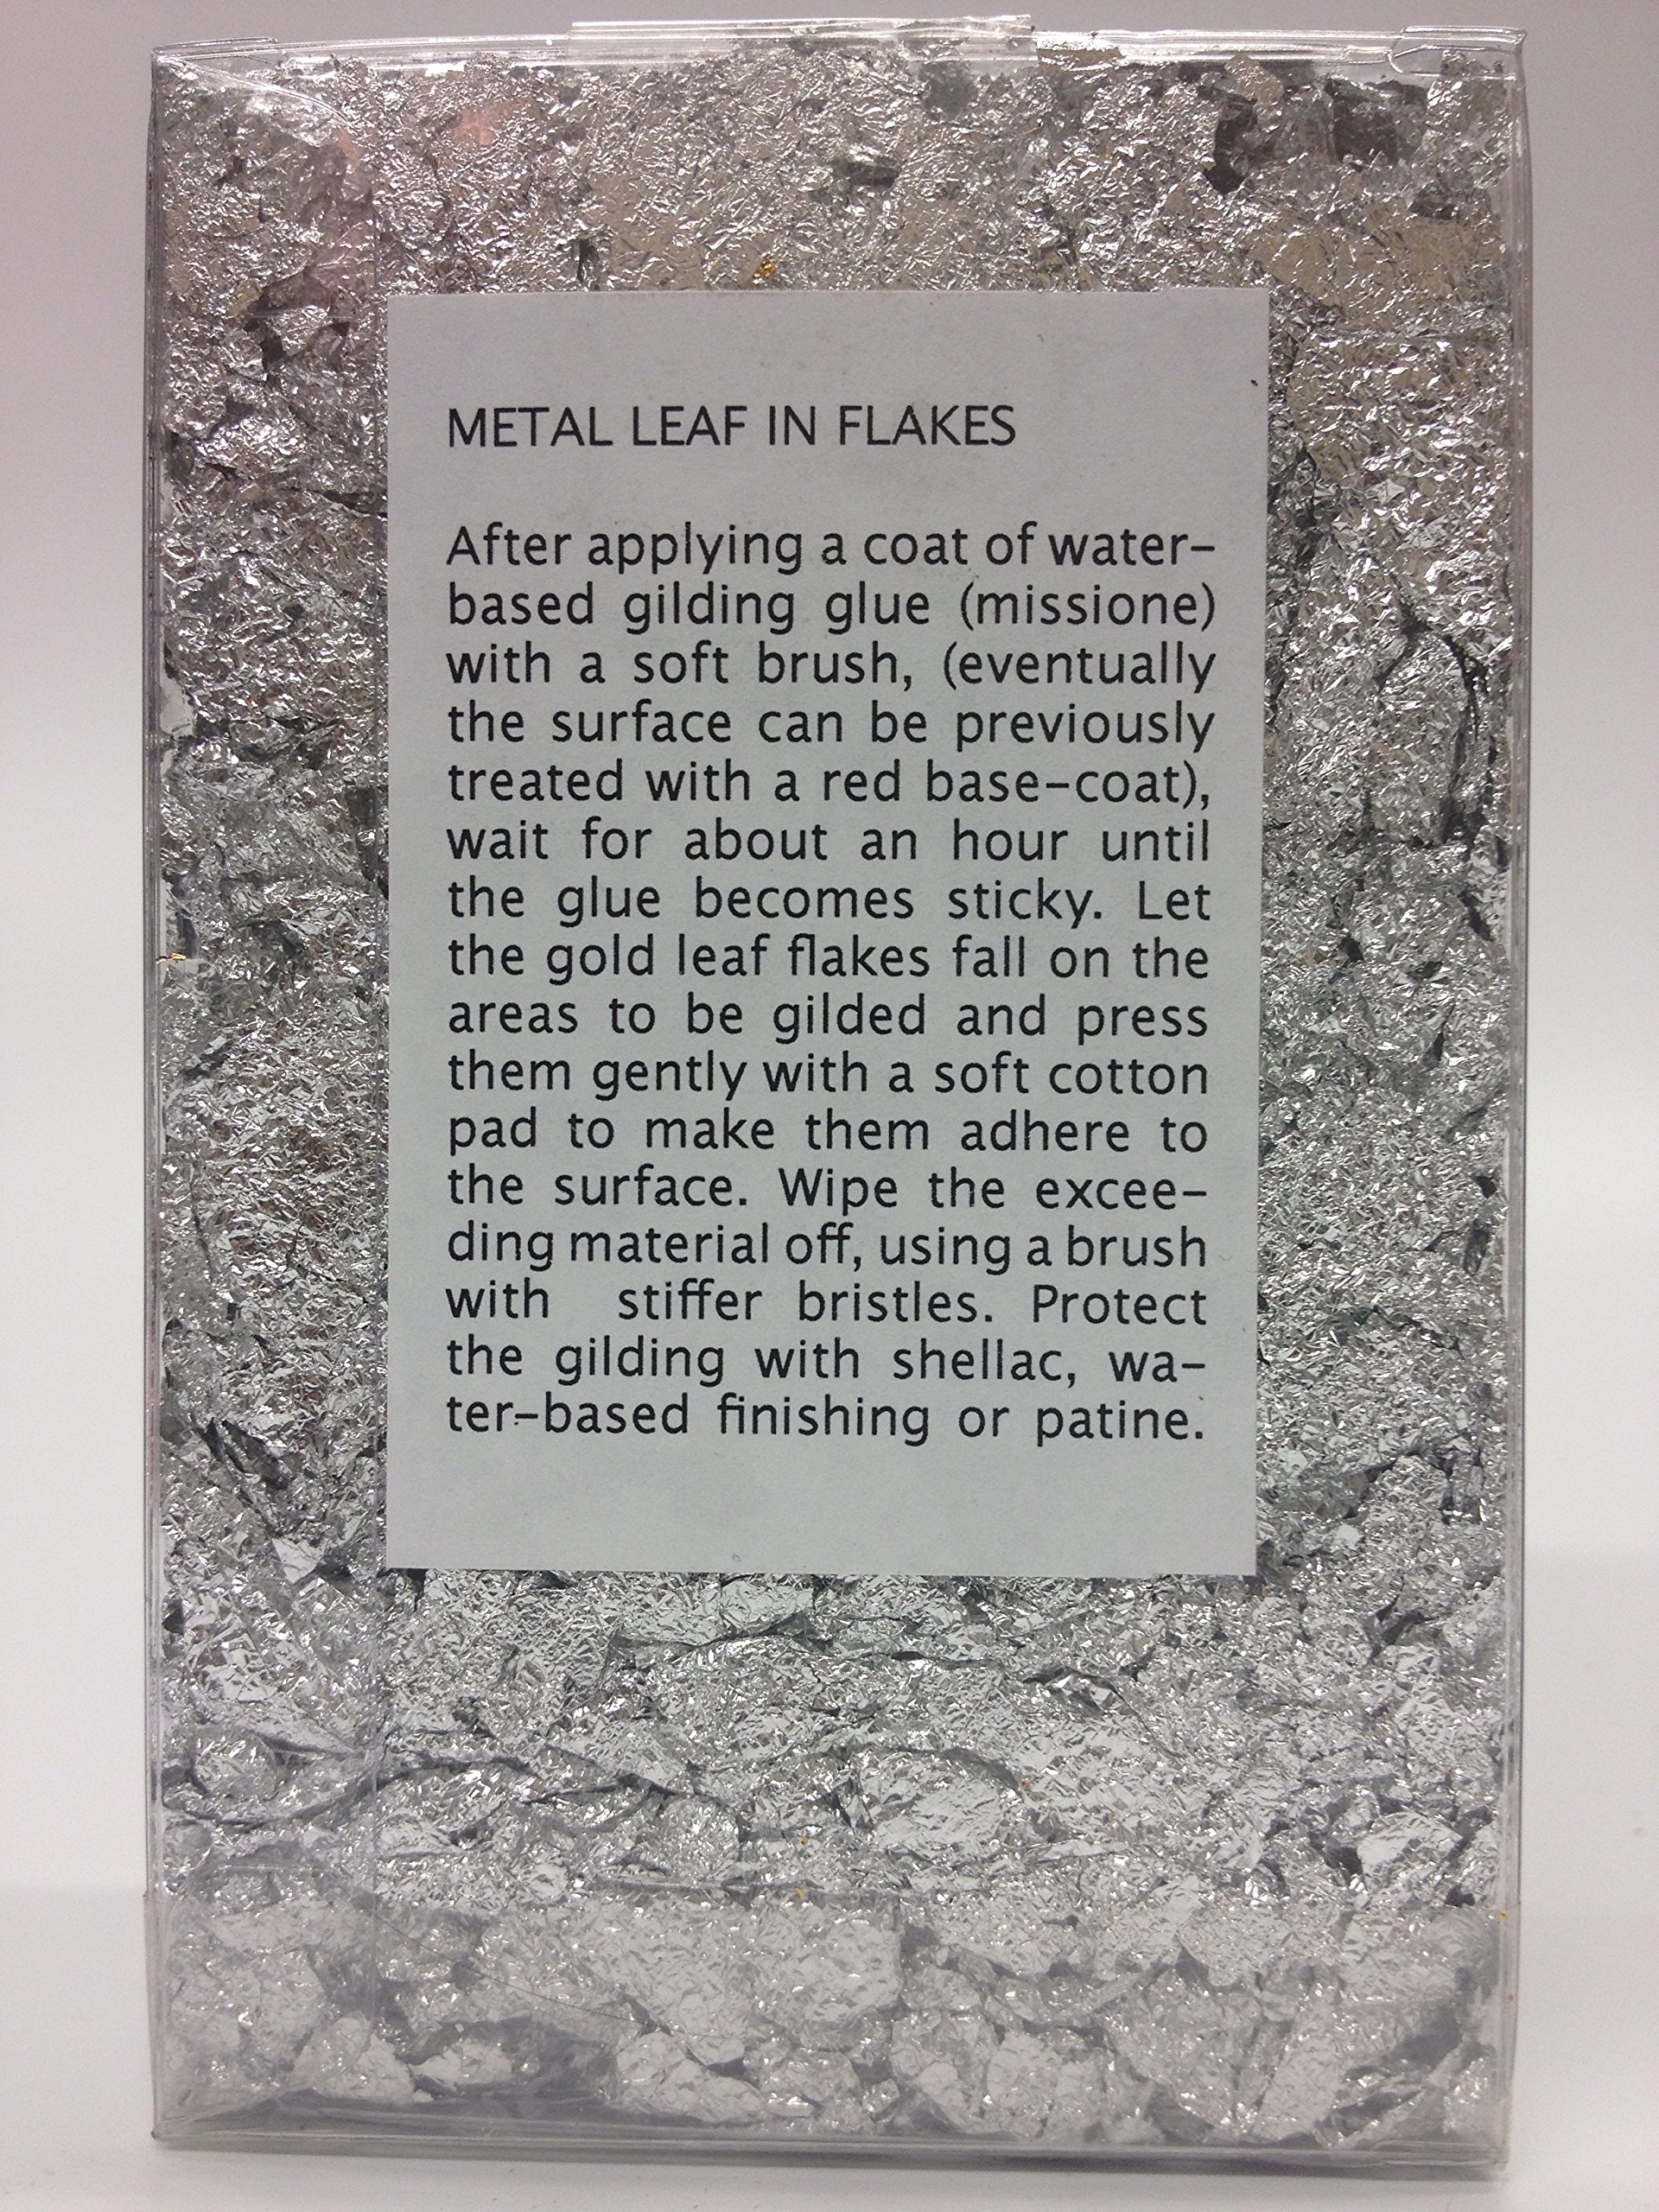 METAL LEAF IN FLAKES
After applying a coat of water-
based gilding glue (missione)
with a soft brush, (eventually
the surface can be previously
treated with a red base-coat),
wait for about an hour until
the glue becomes sticky. Let
the gold leaf flakes fall on the
areas to be gilded and press
them gently with a soft cotton
pad to make them adhere to
the surface. Wipe the excee-
ding material off, using a brush
with stiffer bristles. Protect
the gilding with shellac, wa-
ter-based finishing or patine.